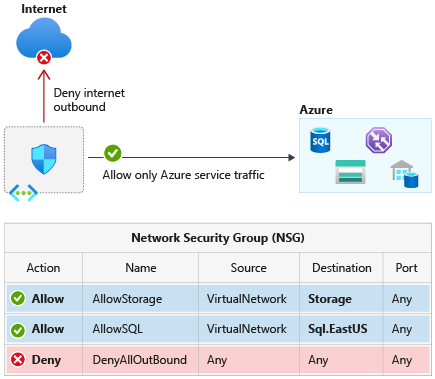 Internet
Deny internet
outbound
Azure
SQL
Allow only Azure service traffic
Network Security Group (NSG)
Action Name Source Destination Port
Allow AllowStorage VirtualNetwork Storage Any
Allow AllowSQL VirtualNetwork Sql.EastUS Any
Deny DenyAllOutBound Any Any Any